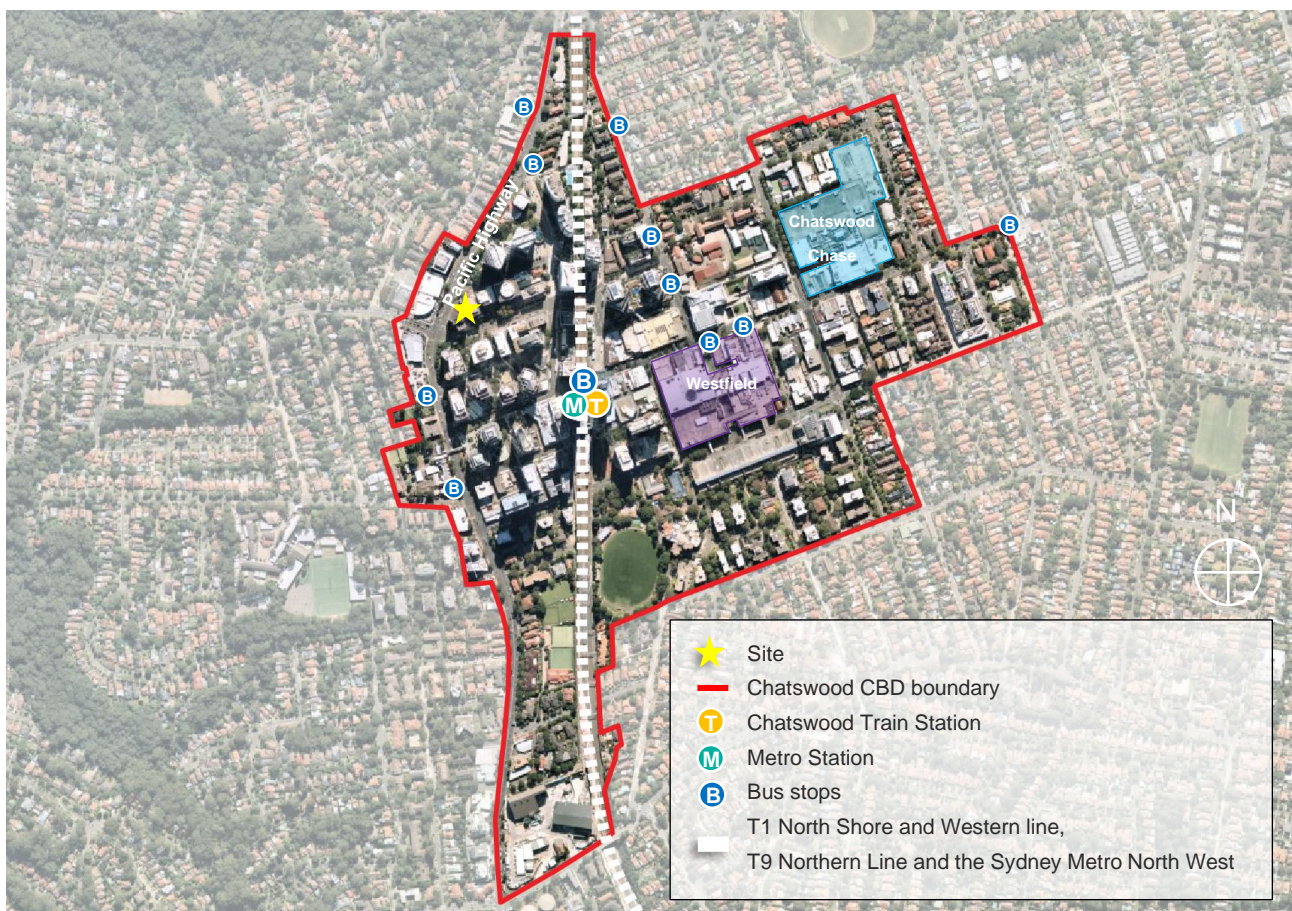 B
B
B
Pacific Highway
B
B
B
B
B
Chatswood
Chase
B
B
B
Westfield
M
T
B
N
Site
Chatswood CBD boundary
T
Chatswood Train Station
M
Metro Station
B
Bus stops
T1 North Shore and Western line,
T9 Northern Line and the Sydney Metro North West